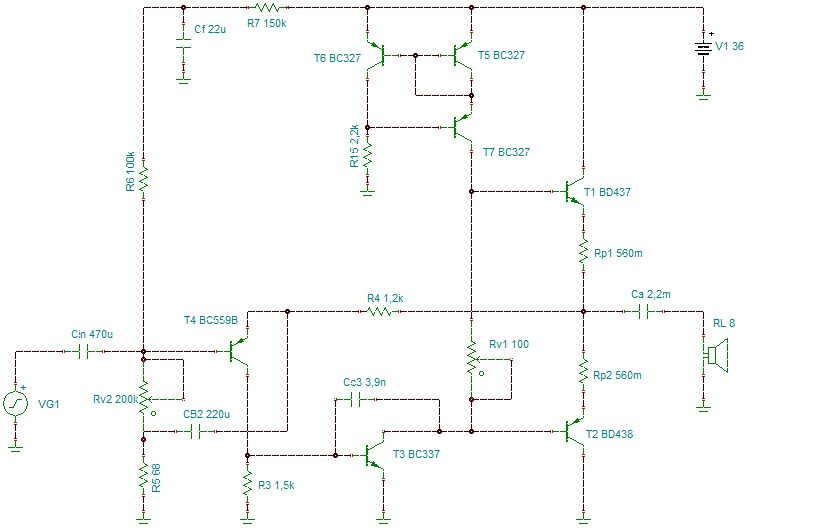 Cf 22u
R7 150k
T6 BC327
T5 BC327
V1 36
+
R15 2,2k
T7 BC327
R6 100k
T1 BD437
Rp1 560m
R4 1,2k
Ca 2,2m
T4 BC559B
RL 8
Cin 470u
Rv1 100
+
VG1
Rv2 200k
Cc3 3,9n
Rp2 560m
CB2 220u
T2 BD438
T3 BC337
R5 68
R3 1,5k